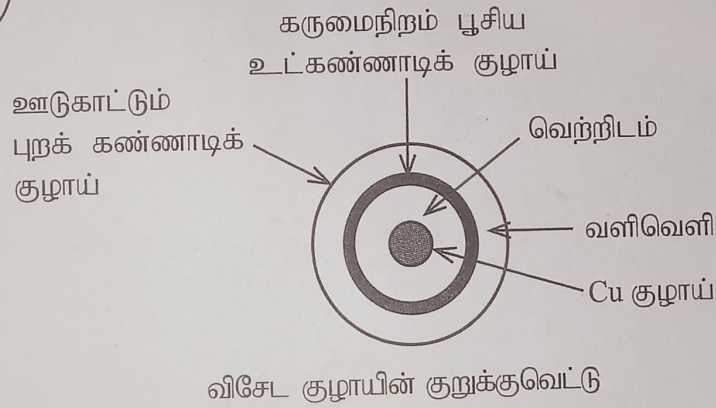 கருமைநிறம் பூசிய
உட்கண்ணாடிக் குழாய்
ஊடுகாட்டும்
புறக் கண்ணாடிக்
குழாய்
வெற்றிடம்
வளிவெளி
Cu குழாய்
விசேட குழாயின் குறுக்குவெட்டு